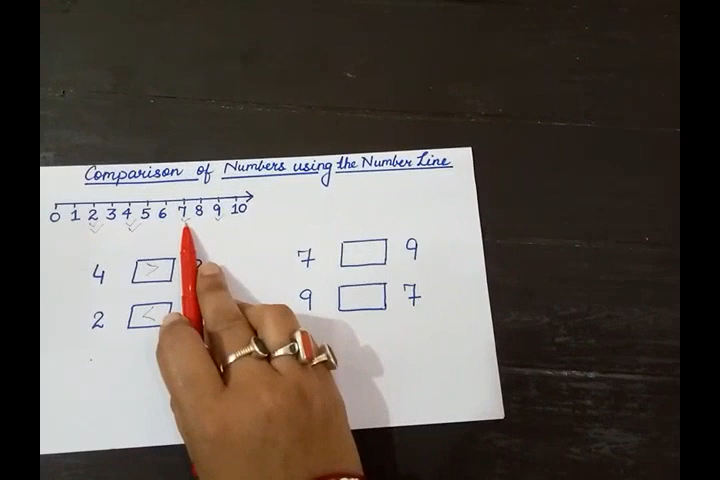 Comparison of Numbers using the Number Line
0 1 2 3 4 5 6 7 8 9 10
4 > 7 9
2 < 9 7